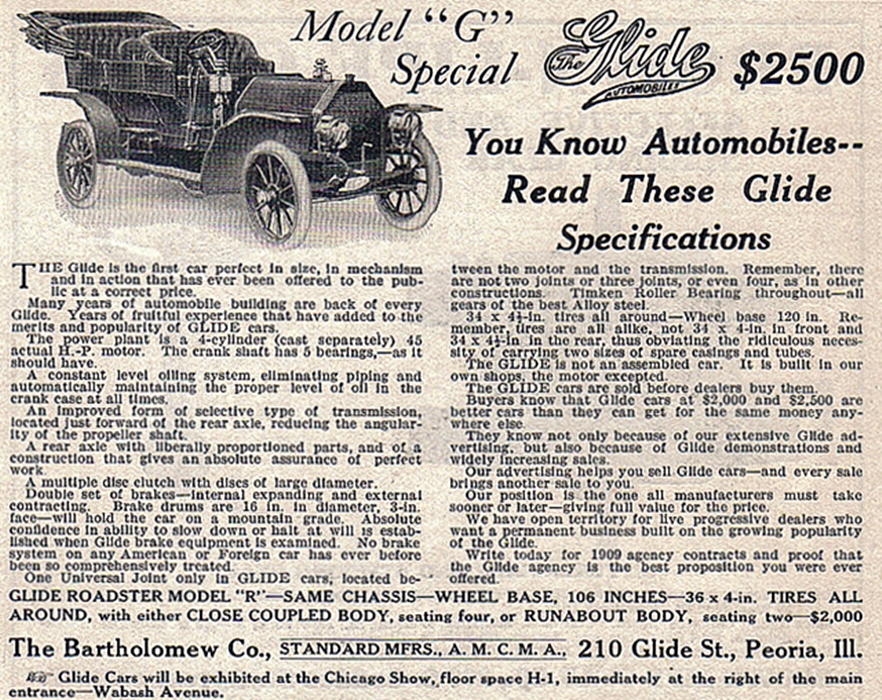 Model "G"
Special
The Glide
AUTOMOBILES
$2500
You Know Automobiles--
Read These Glide
Specifications
THE Glide is the first car perfect in size, in mechanism
and in action that has ever been offered to the pub-
lic at a correct price.
Many years of automobile building are back of every
Glide. Years of fruitful experience that have added to the
merits and popularity of GLIDE cars.
The power plant is a 4-cylinder (cast separately) 45
actual H.-P. motor. The crank shaft has 5 bearings,—as it
should have.
A constant level oiling system, eliminating piping and
automatically maintaining the proper level of oil in the
crank case at all times.
An improved form of selective type of transmission,
located just forward of the rear axle, reducing the angular-
ity of the propeller shaft.
A rear axle with liberally proportioned parts, and of a
construction that gives an absolute assurance of perfect
work.
A multiple disc clutch with discs of large diameter.
Double set of brakes—internal expanding and external
contracting. Brake drums are 16 in. in diameter, 3-in.
face—will hold the car on a mountain grade. Absolute
confidence in ability to slow down or halt at will is estab-
lished when Glide brake equipment is examined. No brake
system on any American or Foreign car has ever before
been so comprehensively treated.
One Universal Joint only in GLIDE cars, located be-
tween the motor and the transmission. Remember, there
are not two joints or three joints, or even four, as in other
constructions. Timken Roller Bearing throughout—all
gears of the best Alloy steel.
34 x 4½-in. tires all around—Wheel base 120 in. Re-
member, tires are all alike, not 34 x 4-in. in front and
34 x 4½-in. in the rear, thus obviating the ridiculous neces-
sity of carrying two sizes of spare casings and tubes.
The GLIDE is not an assembled car. It is built in our
own shops, the motor excepted.
The GLIDE cars are sold before dealers buy them.
Buyers know that Glide cars at $2,000 and $2,500 are
better cars than they can get for the same money any-
where else
They know not only because of our extensive Glide ad-
vertising, but also because of Glide demonstrations and
widely increasing sales.
Our advertising helps you sell Glide cars—and every sale
brings another sale to you.
Our position is the one all manufacturers must take
sooner or later—giving full value for the price.
We have open territory for live progressive dealers who
want a permanent business built on the growing popularity
of the Glide.
Write today for 1909 agency contracts and proof that
the Glide agency is the best proposition you were ever
offered.
GLIDE ROADSTER MODEL "R"—SAME CHASSIS—WHEEL BASE, 106 INCHES—36 x 4-in. TIRES ALL
AROUND, with either CLOSE COUPLED BODY, seating four, or RUNABOUT BODY, seating two—$2,000
The Bartholomew Co., STANDARD MFRS., A. M. C. M. A., 210 Glide St., Peoria, Ill.
Glide Cars will be exhibited at the Chicago Show, floor space H-1, immediately at the right of the main
entrance—Wabash Avenue.